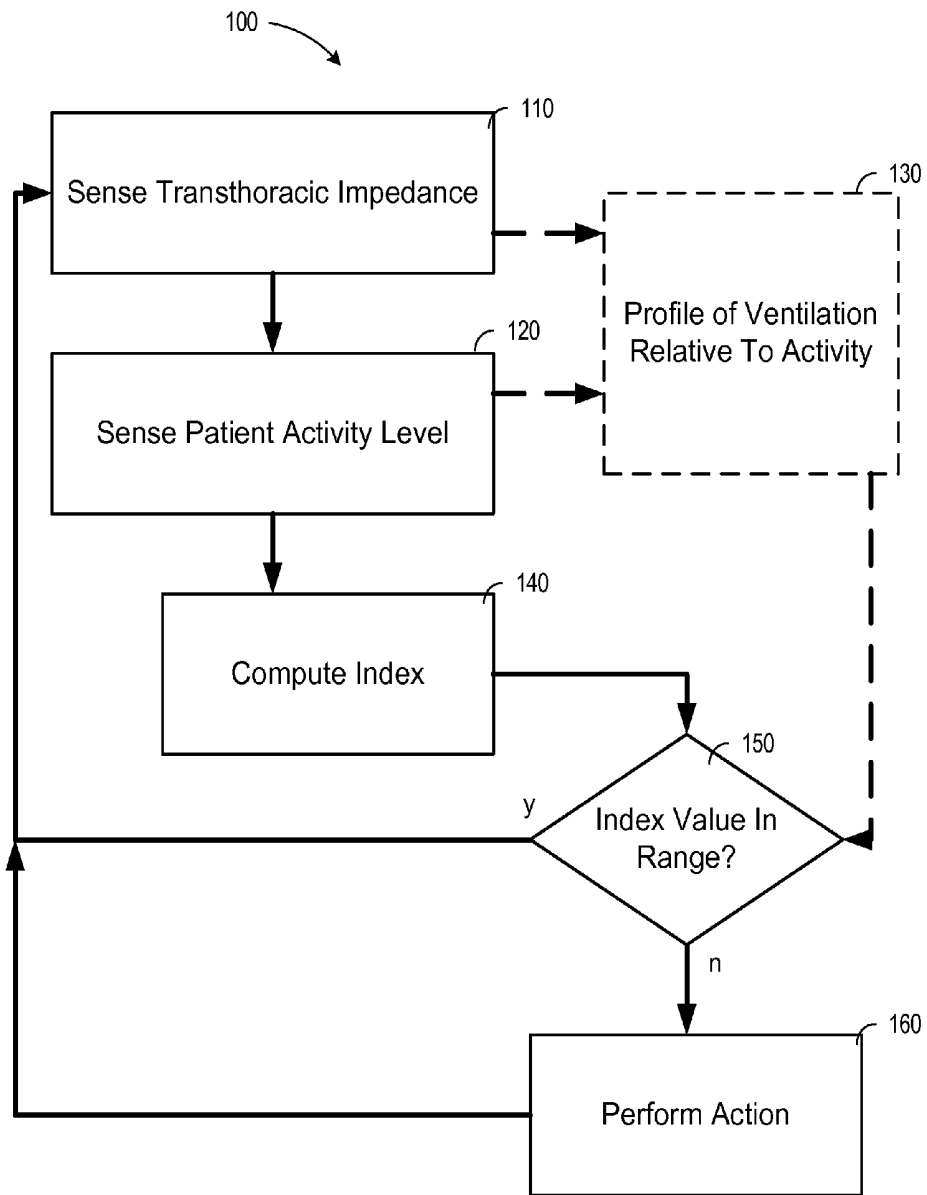 100
110
Sense Transthoracic Impedance
130
Profile of Ventilation
Relative To Activity
120
Sense Patient Activity Level
140
Compute Index
150
y
Index Value In
Range?
n
160
Perform Action